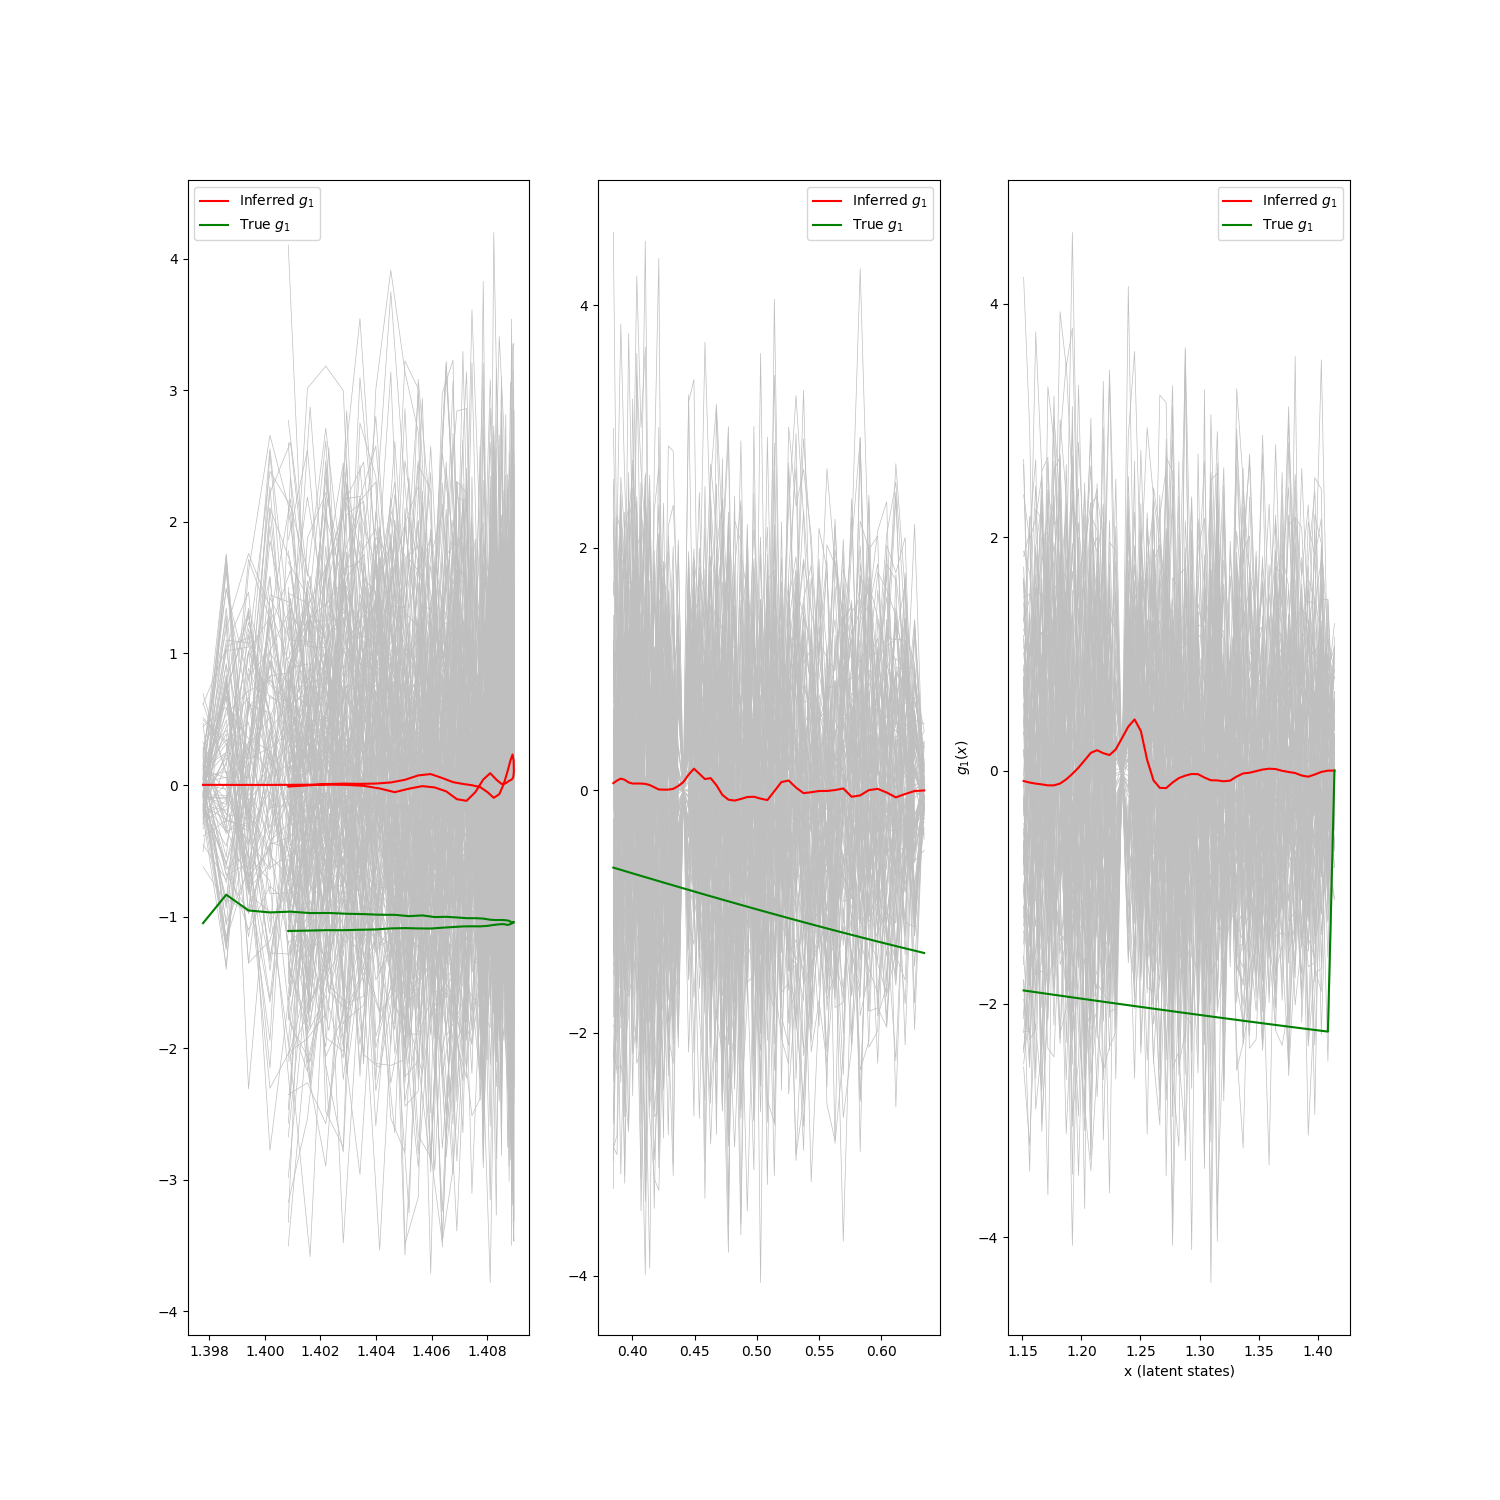 Inferred g₁
True g₁
4
3
2
1
0
−1
−2
−3
−4
1.398 1.400 1.402 1.404 1.406 1.408
Inferred g₁
True g₁
4
2
0
−2
−4
0.40 0.45 0.50 0.55 0.60
Inferred g₁
True g₁
g₁(x)
4
2
0
−2
−4
1.15 1.20 1.25 1.30 1.35 1.40
x (latent states)